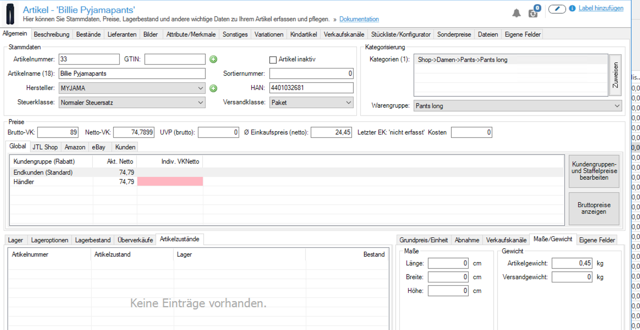 Artikel - 'Billie Pyjamapants'
Hier können Sie Stammdaten, Preise, Lagerbestand und andere wichtige Daten zu Ihrem Artikel erfassen und pflegen. » Dokumentation
0 Label hinzufügen
Allgemein Beschreibung Bestände Lieferanten Bilder Attribute/Merkmale Sonstiges Variationen Kindartikel Verkaufskanäle Stückliste/Konfigurator Sonderpreise Dateien Eigene Felder
Stammdaten Kategorisierung
Artikelnummer: 33 GTIN: Artikel inaktiv Kategorien (1): Shop->Damen->Pants->Pants long
Artikelname (18): Billie Pyjamapants Sortiernummer: 0 Zuweisen
Hersteller: MYJAMA HAN: 4401032681
Steuerklasse: Normaler Steuersatz Versandklasse: Paket Warengruppe: Pants long
Preise
Brutto-VK: 89 Netto-VK: 74,7899 UVP (brutto): 0 Ø Einkaufspreis (netto): 24,45 Letzter EK: 'nicht erfasst' Kosten 0
Global JTL Shop Amazon eBay Kunden
Kundengruppe (Rabatt) Akt. Netto Indiv. VKNetto
Endkunden (Standard) 74,79
Händler 74,79
Kundengruppen-
und Staffelpreise
bearbeiten
Bruttopreise
anzeigen
Lager Lageroptionen Lagerbestand Überverkäufe Artikelzustände Grundpreis/Einheit Abnahme Verkaufskanäle Maße/Gewicht Eigene Felder
Artikelnummer Artikelzustand Lager Bestand
Keine Einträge vorhanden.
Maße Gewicht
Länge: 0 cm Artikelgewicht: 0,45 kg
Breite: 0 cm Versandgewicht: 0 kg
Höhe: 0 cm